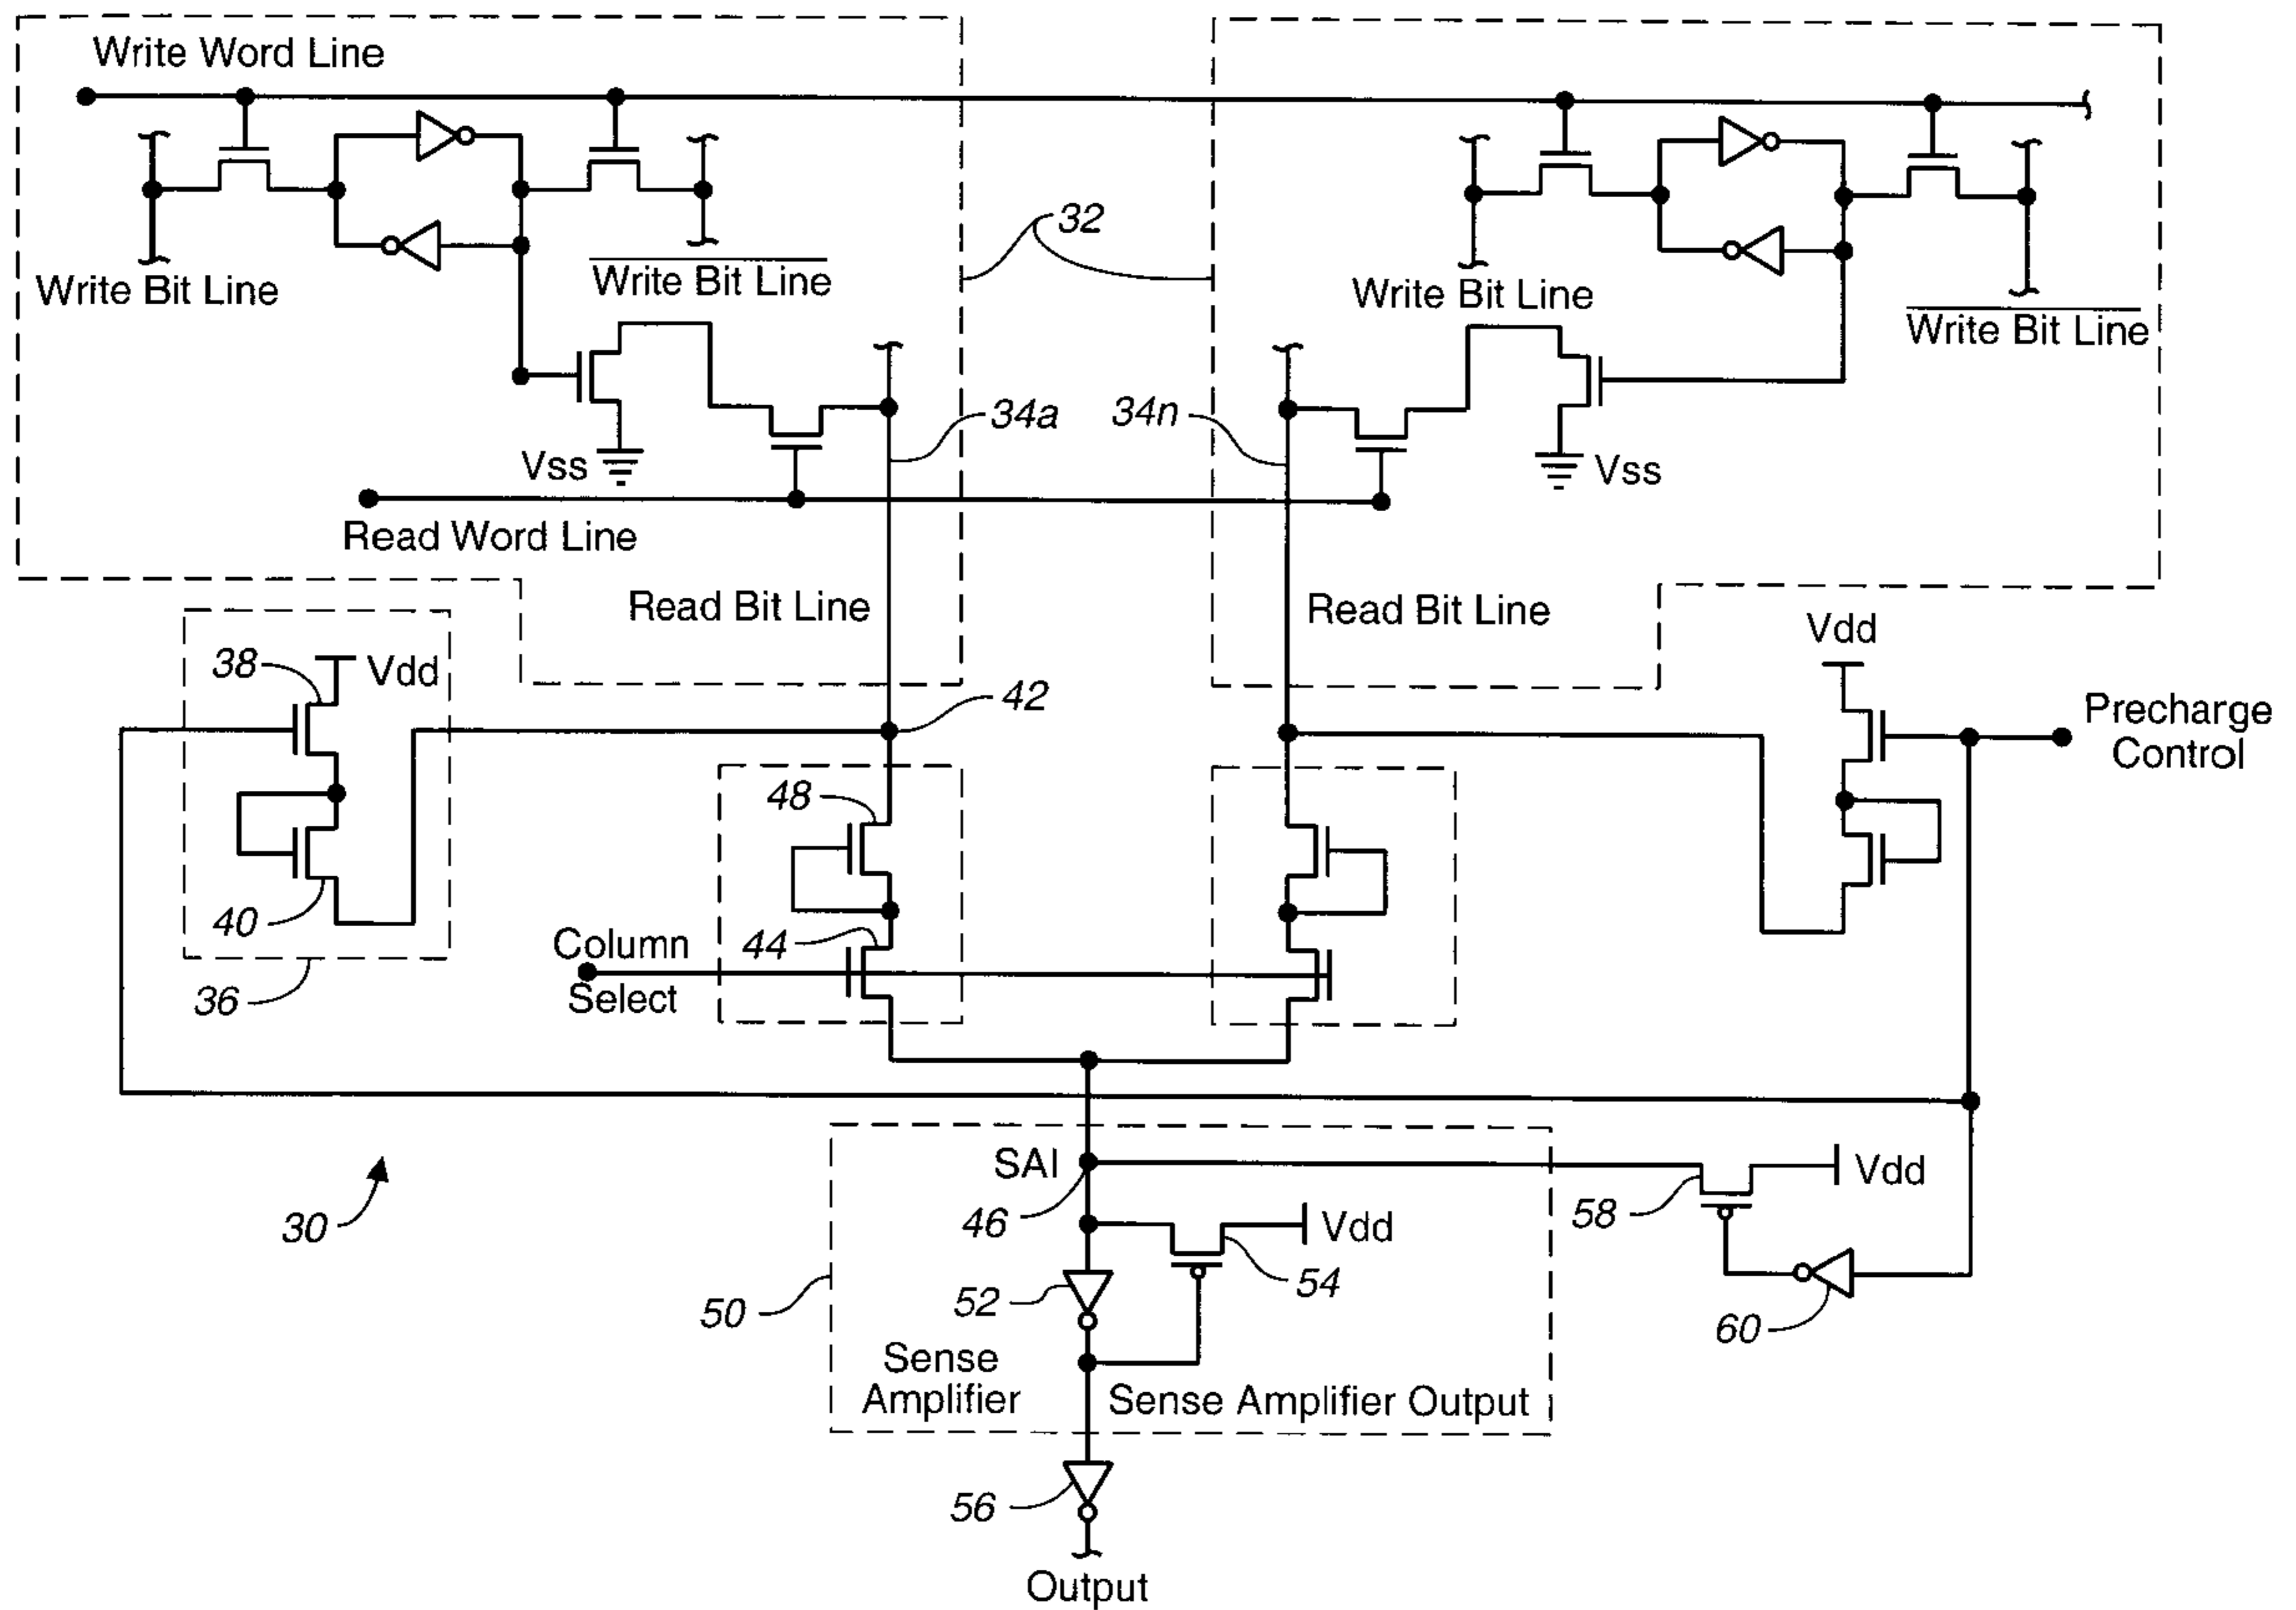 Write Word Line
32
Write Bit Line
Write Bit Line
Write Bit Line
Write Bit Line
34a
34n
Vss
Vss
Read Word Line
Read Bit Line
Read Bit Line
38
Vdd
42
Vdd
Precharge
Control
48
40
Column
Select
44
36
SAI
46
Vdd
58
Vdd
30
50
52
54
60
Sense
Amplifier
Sense Amplifier Output
56
Output